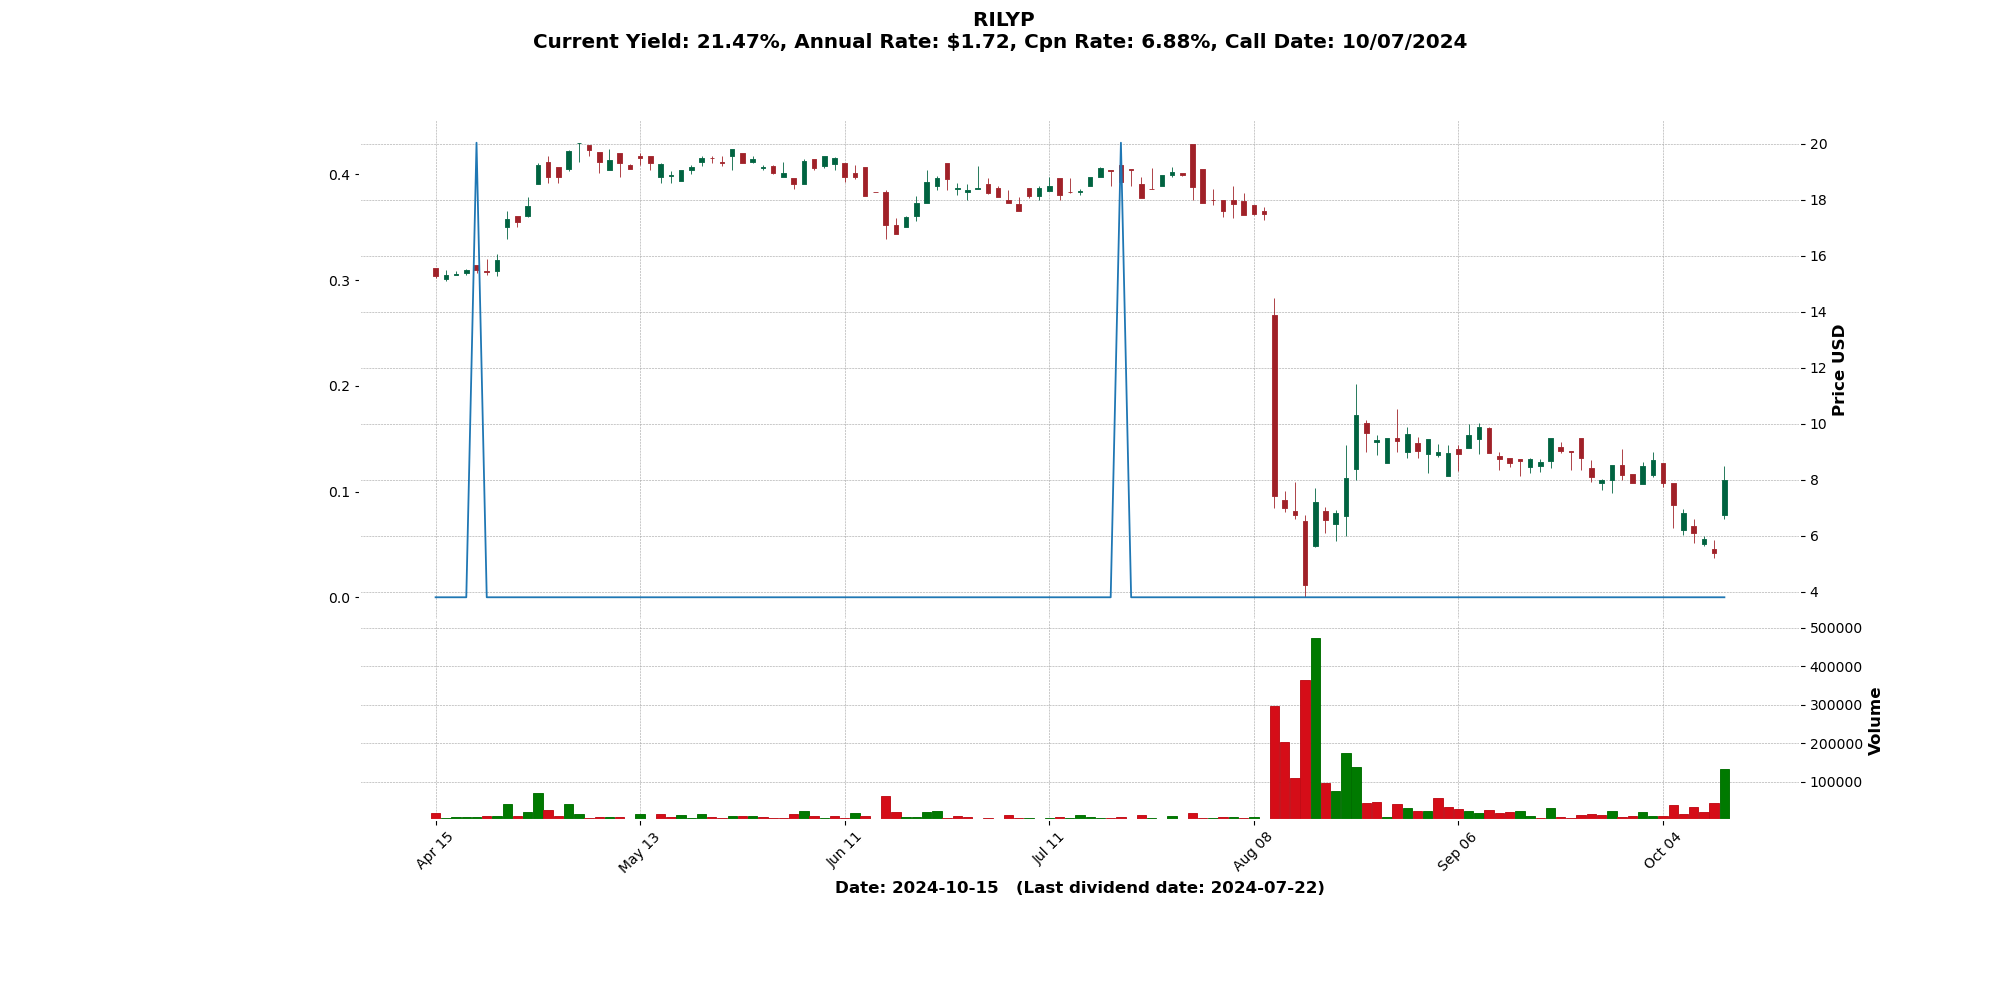 RILYP
Current Yield: 21.47%, Annual Rate: $1.72, Cpn Rate: 6.88%, Call Date: 10/07/2024
0.4
0.3
0.2
0.1
0.0
20
18
16
14
12
10
8
6
4
Price USD
500000
400000
300000
200000
100000
Volume
Apr 15
May 13
Jun 11
Jul 11
Aug 08
Sep 06
Oct 04
Date: 2024-10-15 (Last dividend date: 2024-07-22)